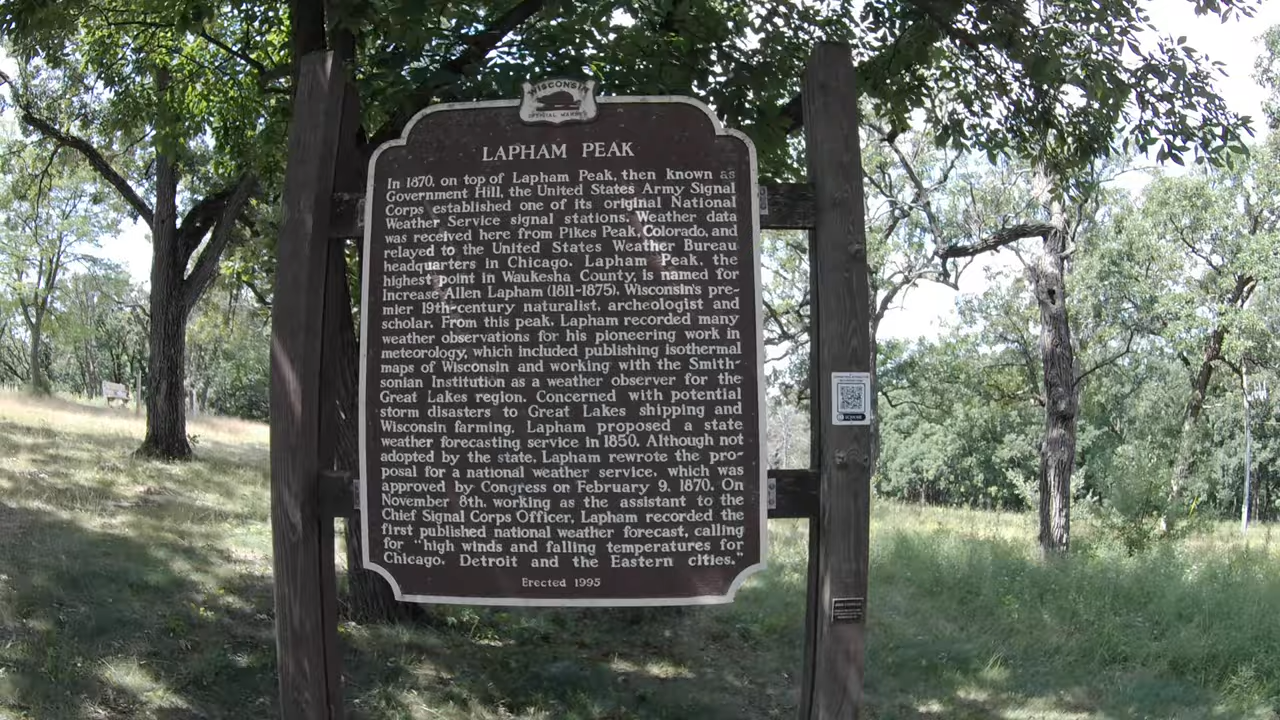 WISCONSIN
OFFICIAL MARKER
LAPHAM PEAK
In 1870, on top of Lapham Peak, then known as
Government Hill, the United States Army Signal
Corps established one of its original National
Weather Service signal stations. Weather data
was received here from Pikes Peak, Colorado, and
relayed to the United States Weather Bureau
headquarters in Chicago. Lapham Peak, the
highest point in Waukesha County, is named for
Increase Allen Lapham (1811-1875), Wisconsin's pre-
mier 19th-century naturalist, archeologist and
scholar. From this peak, Lapham recorded many
weather observations for his pioneering work in
meteorology, which included publishing isothermal
maps of Wisconsin and working with the Smith-
sonian Institution as a weather observer for the
Great Lakes region. Concerned with potential
storm disasters to Great Lakes shipping and
Wisconsin farming, Lapham proposed a state
weather forecasting service in 1850. Although not
adopted by the state, Lapham rewrote the pro-
posal for a national weather service, which was
approved by Congress on February 9, 1870. On
November 8th, working as the assistant to the
Chief Signal Corps Officer, Lapham recorded the
first published national weather forecast, calling
for "high winds and falling temperatures for
Chicago, Detroit and the Eastern cities."
Erected 1995